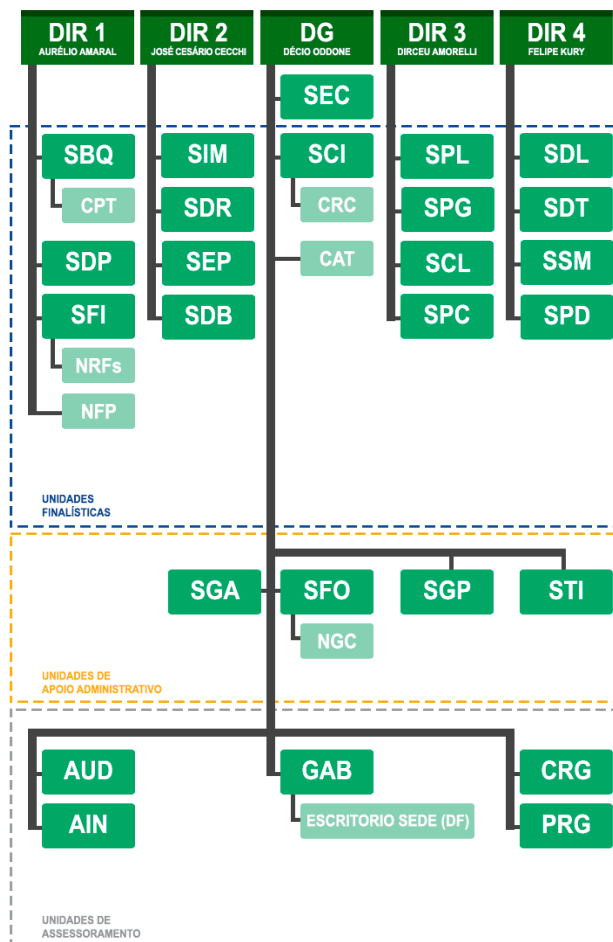 DIR 1
AURÉLIO AMARAL
DIR 2
JOSÉ CESÁRIO CECCHI
DG
DÉCIO ODDONE
DIR 3
DIRCEU AMORELLI
DIR 4
FELIPE KURY
SEC
SBQ
SIM
SCI
SPL
SDL
CPT
SDR
CRC
SPG
SDT
SDP
SEP
CAT
SCL
SSM
SFI
SDB
SPC
SPD
NRFs
NFP
UNIDADES
FINALÍSTICAS
SGA
SFO
SGP
STI
NGC
UNIDADES DE
APOIO ADMINISTRATIVO
AUD
GAB
CRG
AIN
ESCRITORIO SEDE (DF)
PRG
UNIDADES DE
ASSESSORAMENTO